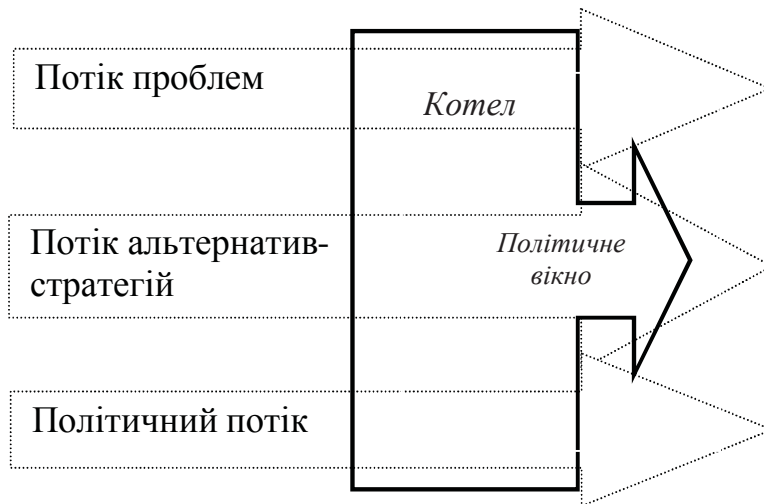 Потік проблем
Котел
Потік альтернатив-
стратегій
Політичне
вікно
Політичний потік